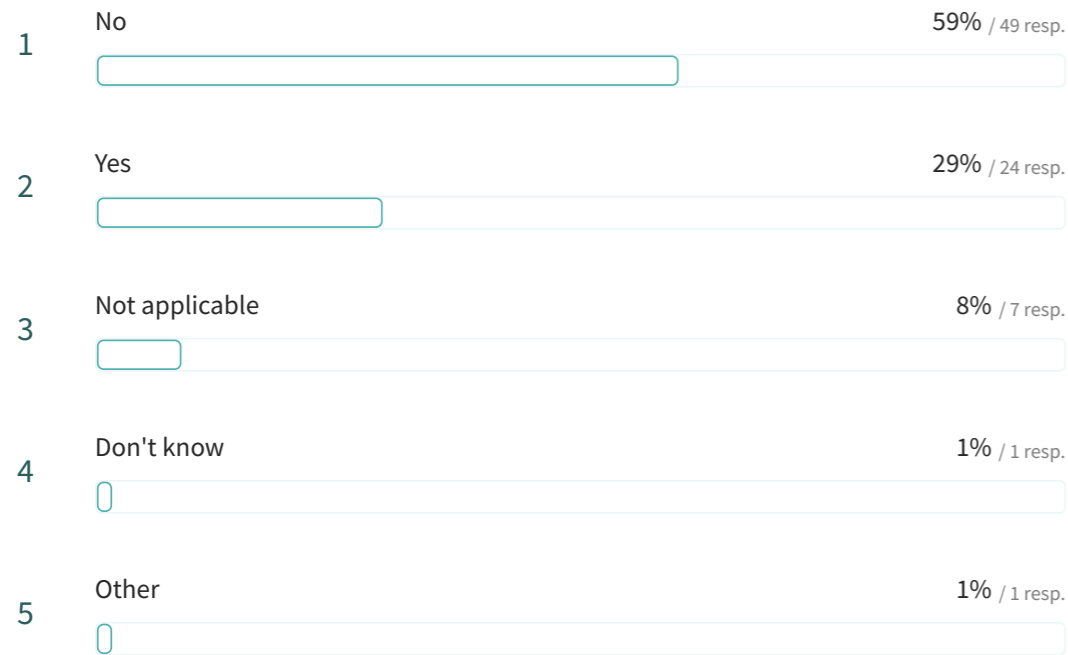 1 No 59% / 49 resp.
2 Yes 29% / 24 resp.
3 Not applicable 8% / 7 resp.
4 Don't know 1% / 1 resp.
5 Other 1% / 1 resp.